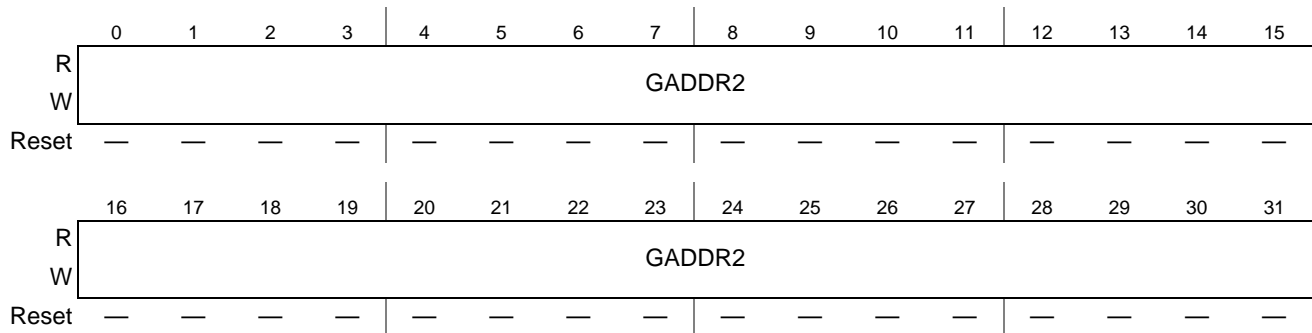 0 1 2 3 4 5 6 7 8 9 10 11 12 13 14 15
R
GADDR2
W
Reset — — — — — — — — — — — — — — — —
16 17 18 19 20 21 22 23 24 25 26 27 28 29 30 31
R
GADDR2
W
Reset — — — — — — — — — — — — — — — —